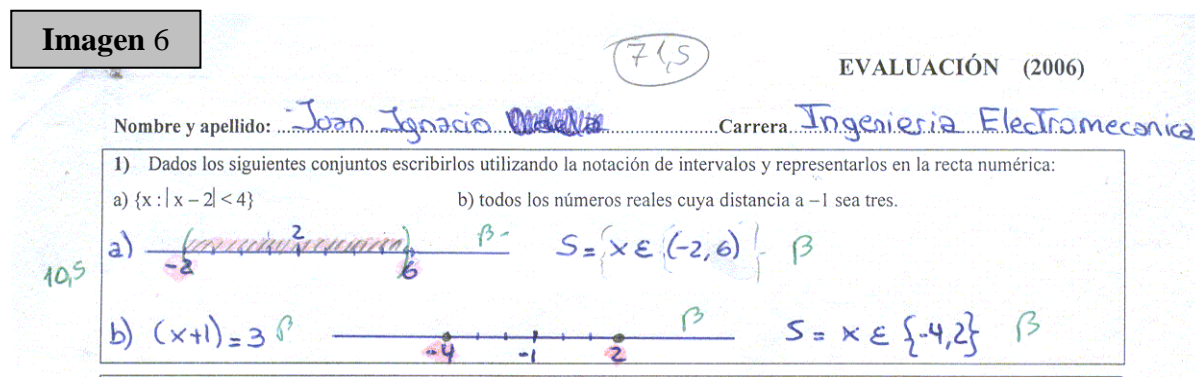 Imagen 6
71,5
EVALUACIÓN (2006)
Nombre y apellido: Joan Ignacio Carrera Ingenieria Electromecanica
1) Dados los siguientes conjuntos escribirlos utilizando la notación de intervalos y representarlos en la recta numérica:
a) {x : | x – 2| < 4} b) todos los números reales cuya distancia a –1 sea tres.
a) -2 2 6 β- S = {x ε (-2, 6)} β
10,5
b) (x+1) = 3 β -4 -1 2 β S = x ε {-4,2} β